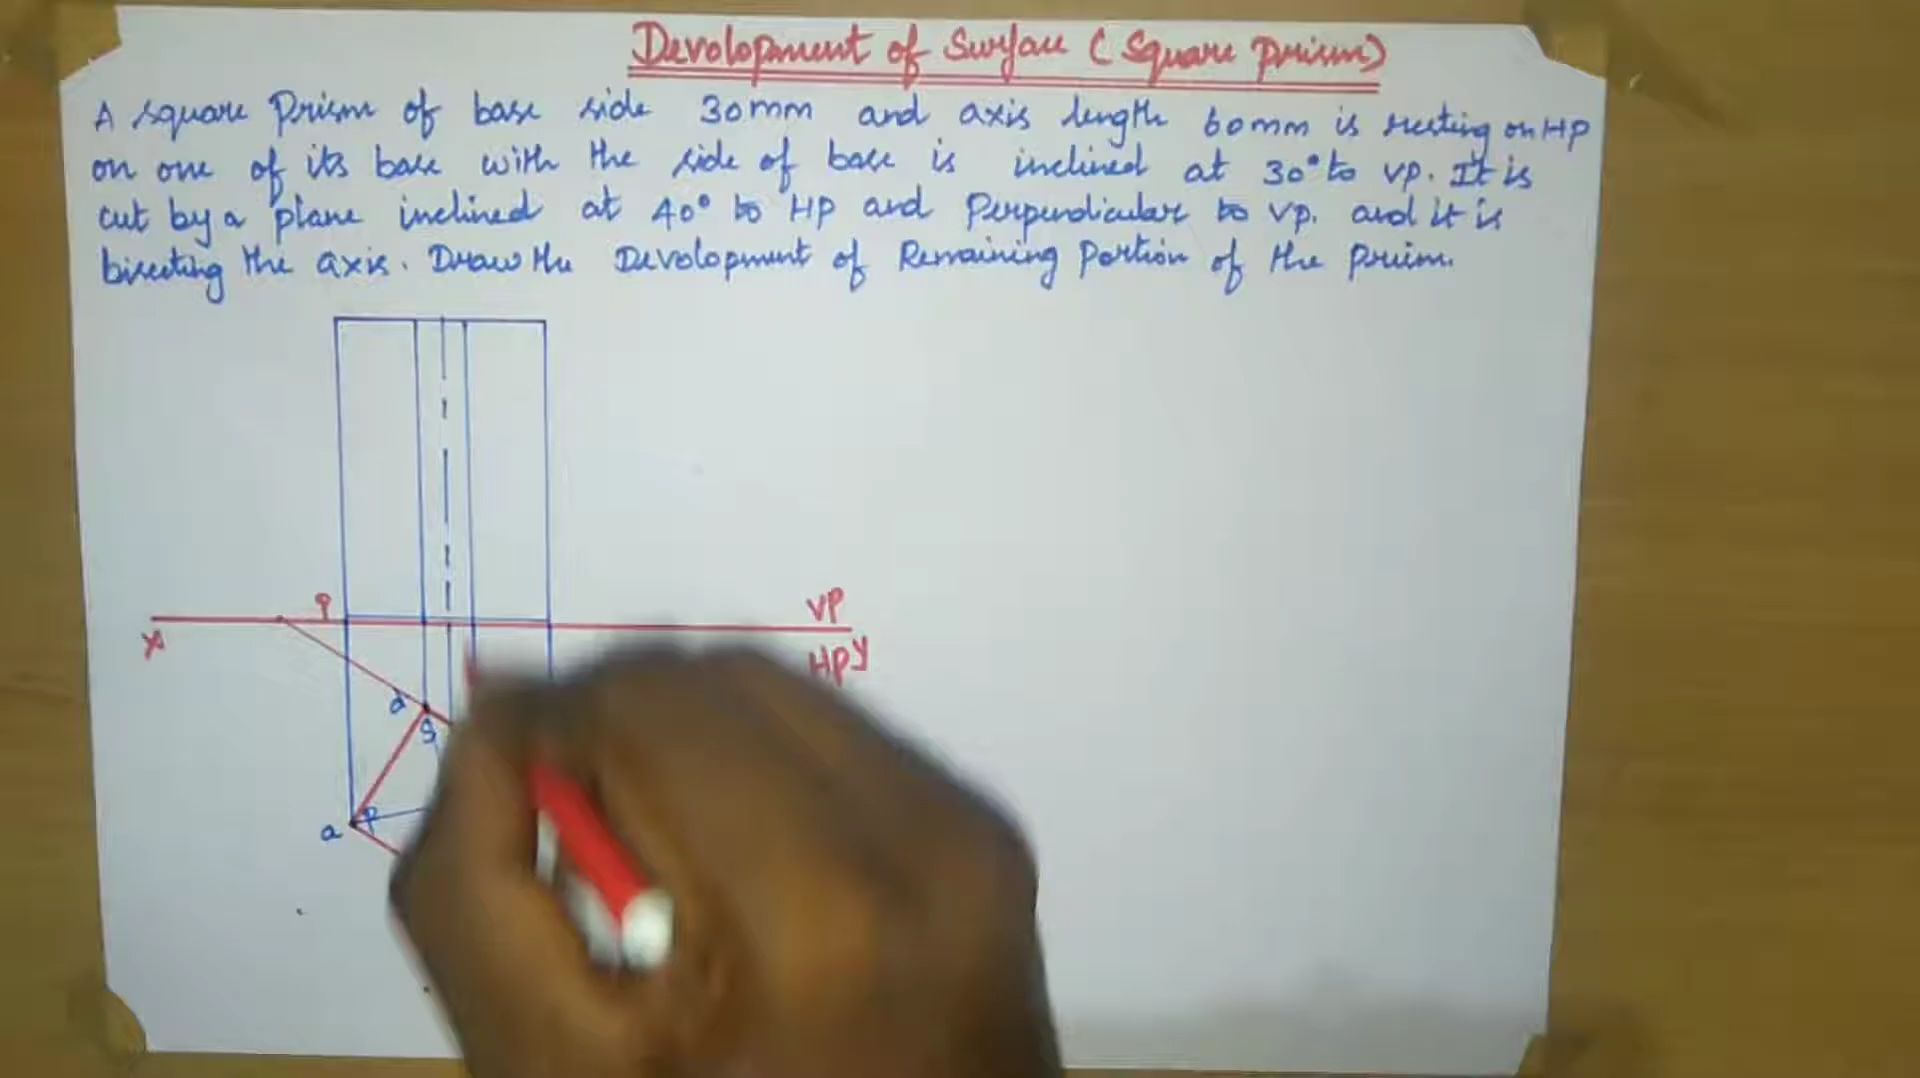 Devolopment of Surface (Square Prism)
A square Prism of base side 30mm and axis length 60mm is resting on HP
on one of its base with the side of base is inclined at 30° to VP. It is
cut by a plane inclined at 40° to HP and Perpendicular to VP. and it is
bisecting the axis. Draw the Devolopment of Remaining Portion of the Prism.
VP
X
HP Y
d
S
a P